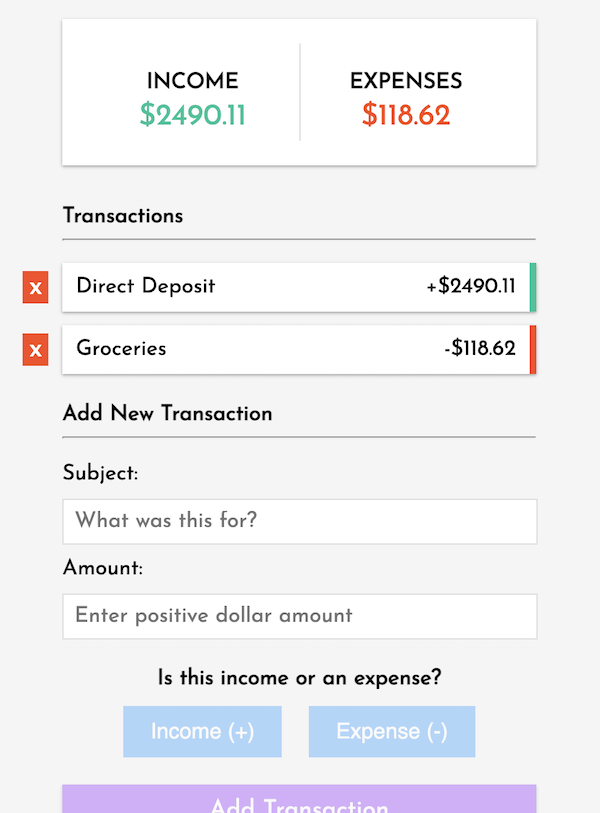 INCOME EXPENSES
$2490.11 $118.62
Transactions
x Direct Deposit +$2490.11
x Groceries -$118.62
Add New Transaction
Subject:
What was this for?
Amount:
Enter positive dollar amount
Is this income or an expense?
Income (+) Expense (-)
Add Transaction